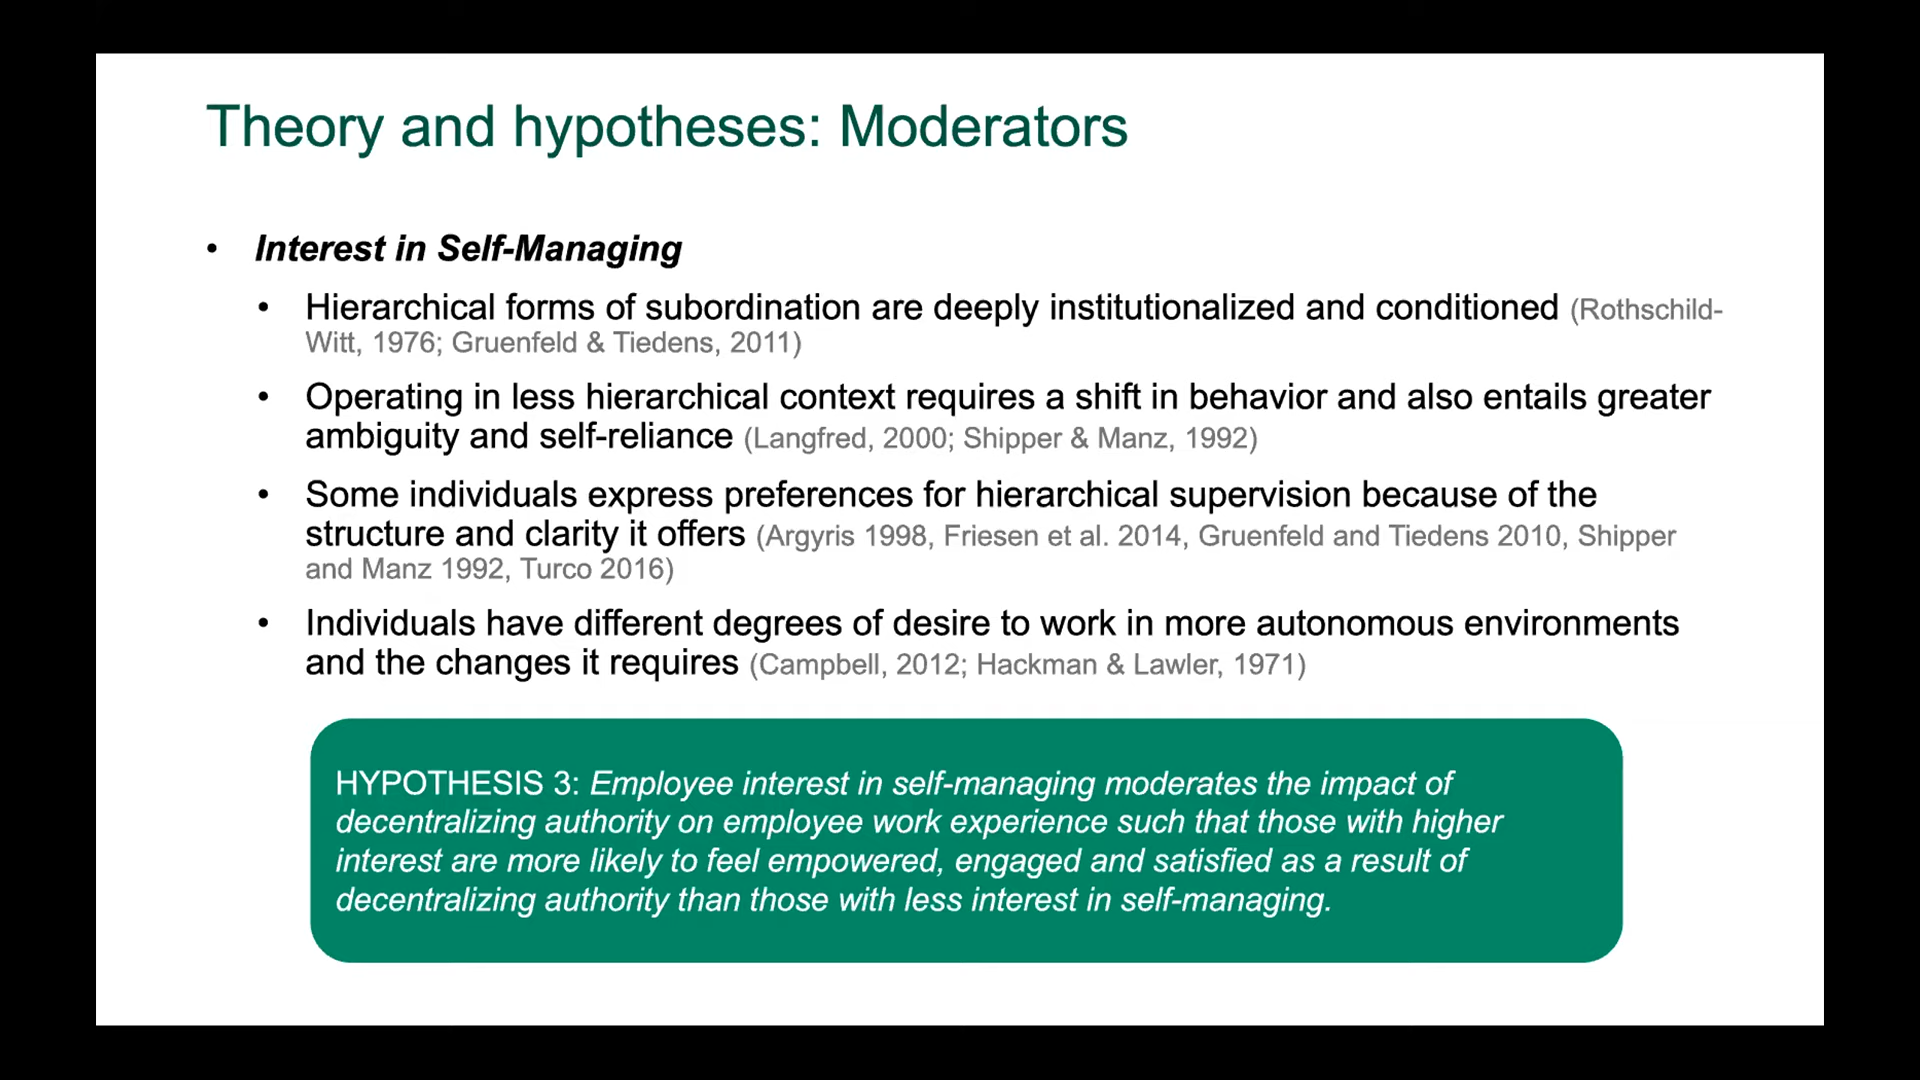 Theory and hypotheses: Moderators
• Interest in Self-Managing
• Hierarchical forms of subordination are deeply institutionalized and conditioned (Rothschild-
Witt, 1976; Gruenfeld & Tiedens, 2011)
• Operating in less hierarchical context requires a shift in behavior and also entails greater
ambiguity and self-reliance (Langfred, 2000; Shipper & Manz, 1992)
• Some individuals express preferences for hierarchical supervision because of the
structure and clarity it offers (Argyris 1998, Friesen et al. 2014, Gruenfeld and Tiedens 2010, Shipper
and Manz 1992, Turco 2016)
• Individuals have different degrees of desire to work in more autonomous environments
and the changes it requires (Campbell, 2012; Hackman & Lawler, 1971)
HYPOTHESIS 3: Employee interest in self-managing moderates the impact of
decentralizing authority on employee work experience such that those with higher
interest are more likely to feel empowered, engaged and satisfied as a result of
decentralizing authority than those with less interest in self-managing.